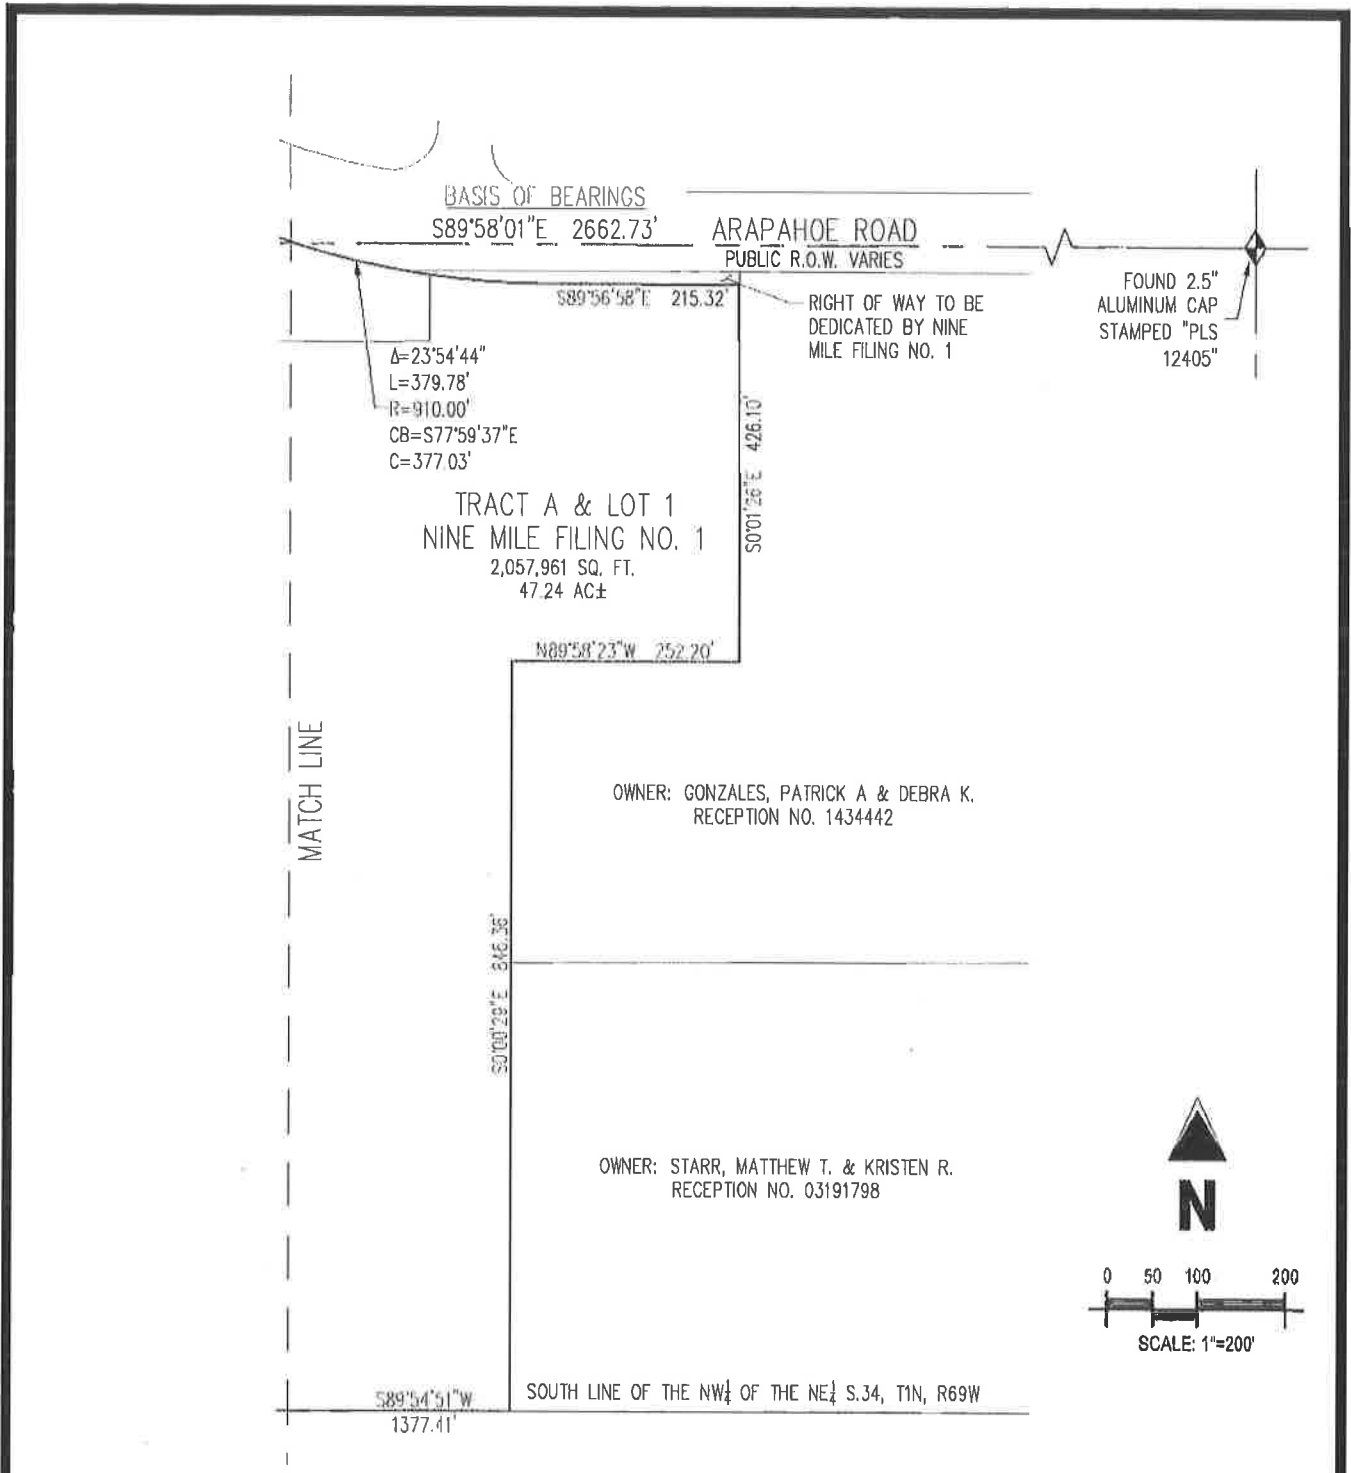 BASIS OF BEARINGS
S89°58'01"E 2662.73'
ARAPAHOE ROAD
PUBLIC R.O.W. VARIES
S89°56'58"E 215.32'
RIGHT OF WAY TO BE
DEDICATED BY NINE
MILE FILING NO. 1
FOUND 2.5"
ALUMINUM CAP
STAMPED "PLS
12405"
Δ=23°54'44"
L=379.78'
R=910.00'
CB=S77°59'37"E
C=377.03'
S0°01'26"E 426.10'
TRACT A & LOT 1
NINE MILE FILING NO. 1
2,057,961 SQ. FT.
47.24 AC±
N89°58'23"W 252.20'
MATCH LINE
OWNER: GONZALES, PATRICK A & DEBRA K.
RECEPTION NO. 1434442
S0°00'29"E 846.36'
OWNER: STARR, MATTHEW T. & KRISTEN R.
RECEPTION NO. 03191798
N
0 50 100 200
SCALE: 1"=200'
S89°54'51"W
1377.41'
SOUTH LINE OF THE NW¼ OF THE NE¼ S.34, T1N, R69W